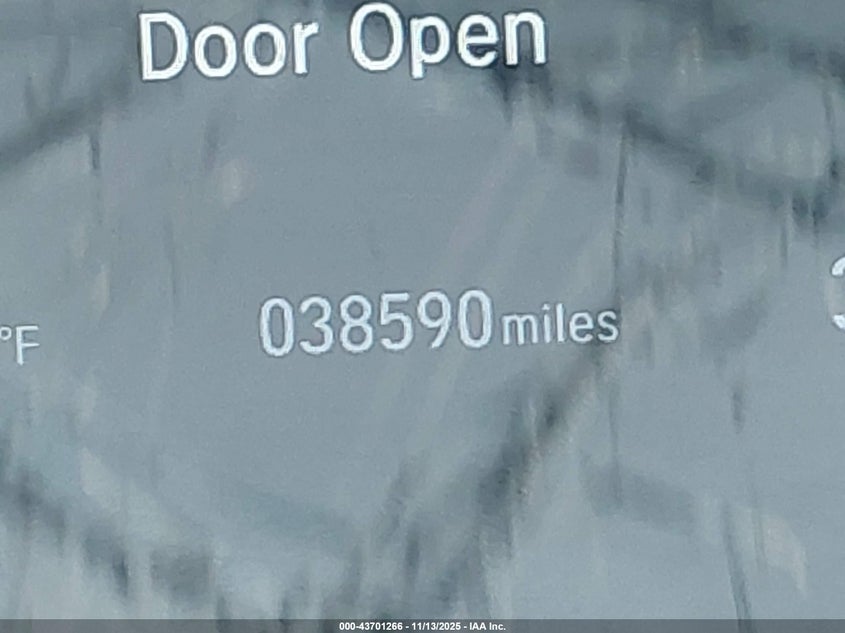 Door Open
°F
038590 miles
000-43701266 - 11/13/2025 - IAA Inc.